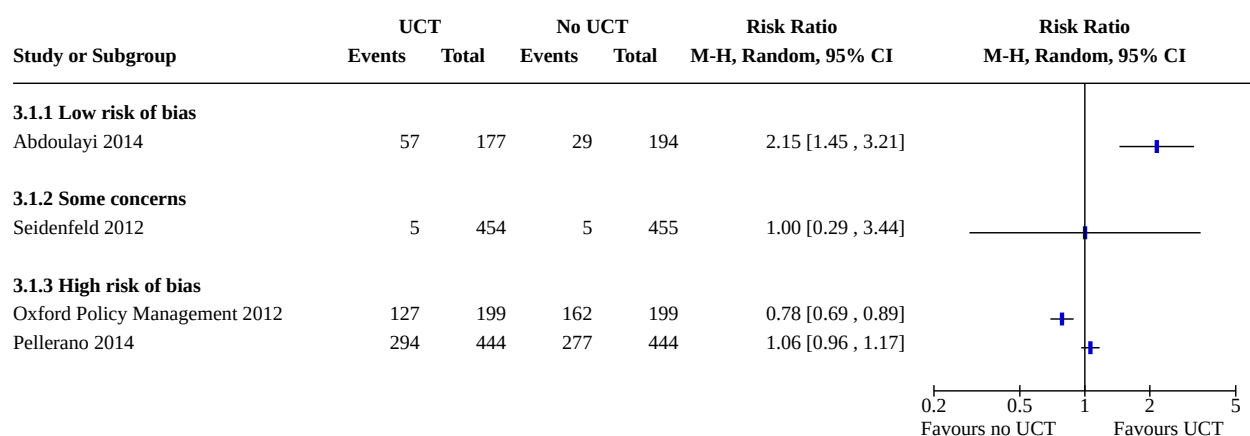 UCT No UCT Risk Ratio Risk Ratio
Study or Subgroup Events Total Events Total M-H, Random, 95% CI M-H, Random, 95% CI
3.1.1 Low risk of bias
Abdoulayi 2014 57 177 29 194 2.15 [1.45 , 3.21]
3.1.2 Some concerns
Seidenfeld 2012 5 454 5 455 1.00 [0.29 , 3.44]
3.1.3 High risk of bias
Oxford Policy Management 2012 127 199 162 199 0.78 [0.69 , 0.89]
Pellerano 2014 294 444 277 444 1.06 [0.96 , 1.17]
0.2 0.5 1 2 5
Favours no UCT Favours UCT